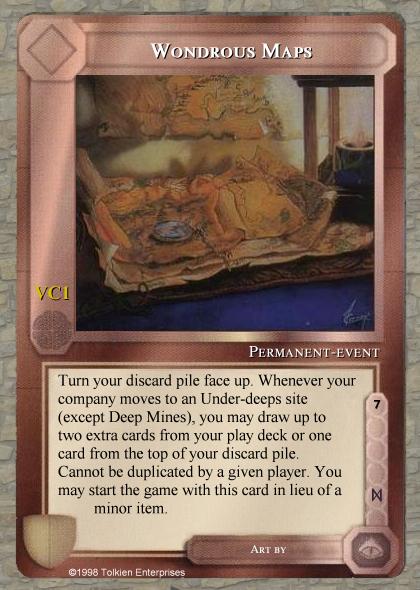 WONDROUS MAPS
VC1
PERMANENT-EVENT
Turn your discard pile face up. Whenever your
company moves to an Under-deeps site
(except Deep Mines), you may draw up to
two extra cards from your play deck or one
card from the top of your discard pile.
Cannot be duplicated by a given player. You
may start the game with this card in lieu of a
minor item.
7
ART BY
©1998 Tolkien Enterprises